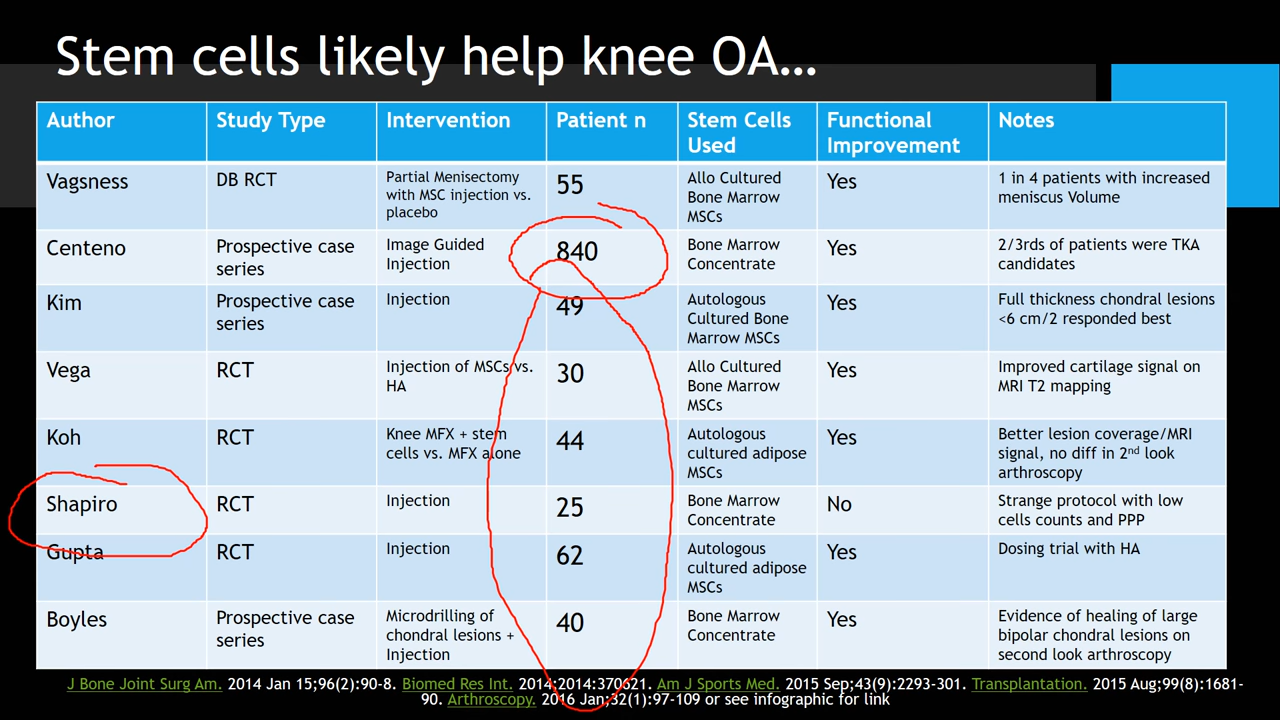 Stem cells likely help knee OA…
Author Study Type Intervention Patient n Stem Cells Used Functional Improvement Notes
Vagsness DB RCT Partial Menisectomy with MSC injection vs. placebo 55 Allo Cultured Bone Marrow MSCs Yes 1 in 4 patients with increased meniscus Volume
Centeno Prospective case series Image Guided Injection 840 Bone Marrow Concentrate Yes 2/3rds of patients were TKA candidates
Kim Prospective case series Injection 49 Autologous Cultured Bone Marrow MSCs Yes Full thickness chondral lesions <6 cm/2 responded best
Vega RCT Injection of MSCs vs. HA 30 Allo Cultured Bone Marrow MSCs Yes Improved cartilage signal on MRI T2 mapping
Koh RCT Knee MFX + stem cells vs. MFX alone 44 Autologous cultured adipose MSCs Yes Better lesion coverage/MRI signal, no diff in 2nd look arthroscopy
Shapiro RCT Injection 25 Bone Marrow Concentrate No Strange protocol with low cells counts and PPP
Gupta RCT Injection 62 Autologous cultured adipose MSCs Yes Dosing trial with HA
Boyles Prospective case series Microdrilling of chondral lesions + Injection 40 Bone Marrow Concentrate Yes Evidence of healing of large bipolar chondral lesions on second look arthroscopy
J Bone Joint Surg Am. 2014 Jan 15;96(2):90-8. Biomed Res Int. 2014;2014:370621. Am J Sports Med. 2015 Sep;43(9):2293-301. Transplantation. 2015 Aug;99(8):1681-
90. Arthroscopy. 2016 Jan;32(1):97-109 or see infographic for link